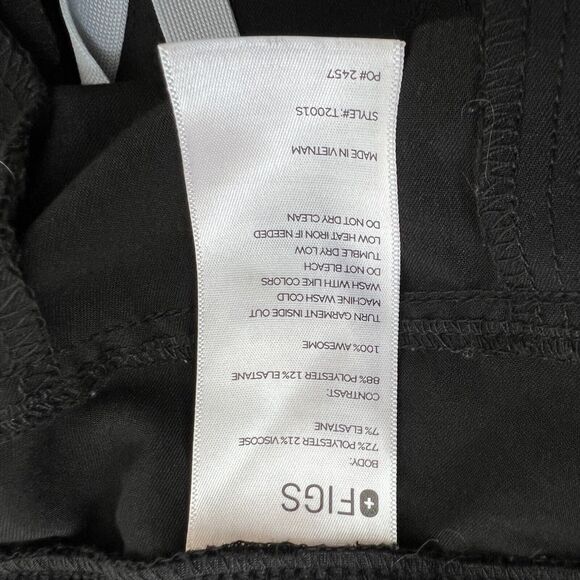 FIGS
BODY:
72% POLYESTER 21% VISCOSE
7% ELASTANE
CONTRAST:
88% POLYESTER 12% ELASTANE
100% AWESOME
TURN GARMENT INSIDE OUT
MACHINE WASH COLD
WASH WITH LIKE COLORS
DO NOT BLEACH
TUMBLE DRY LOW
LOW HEAT IRON IF NEEDED
DO NOT DRY CLEAN
MADE IN VIETNAM
STYLE#: T2001S
PO# 2457